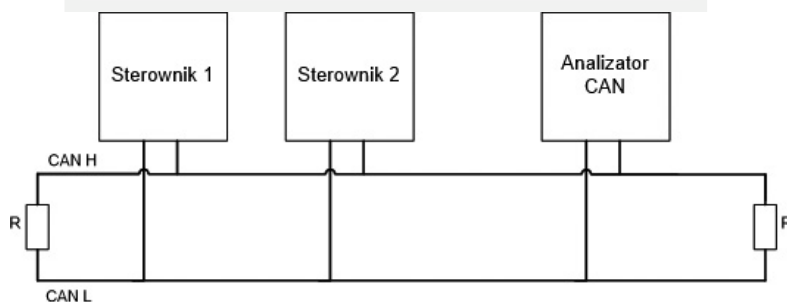 Sterownik 1
Sterownik 2
Analizator
CAN
CAN H
R
R
CAN L